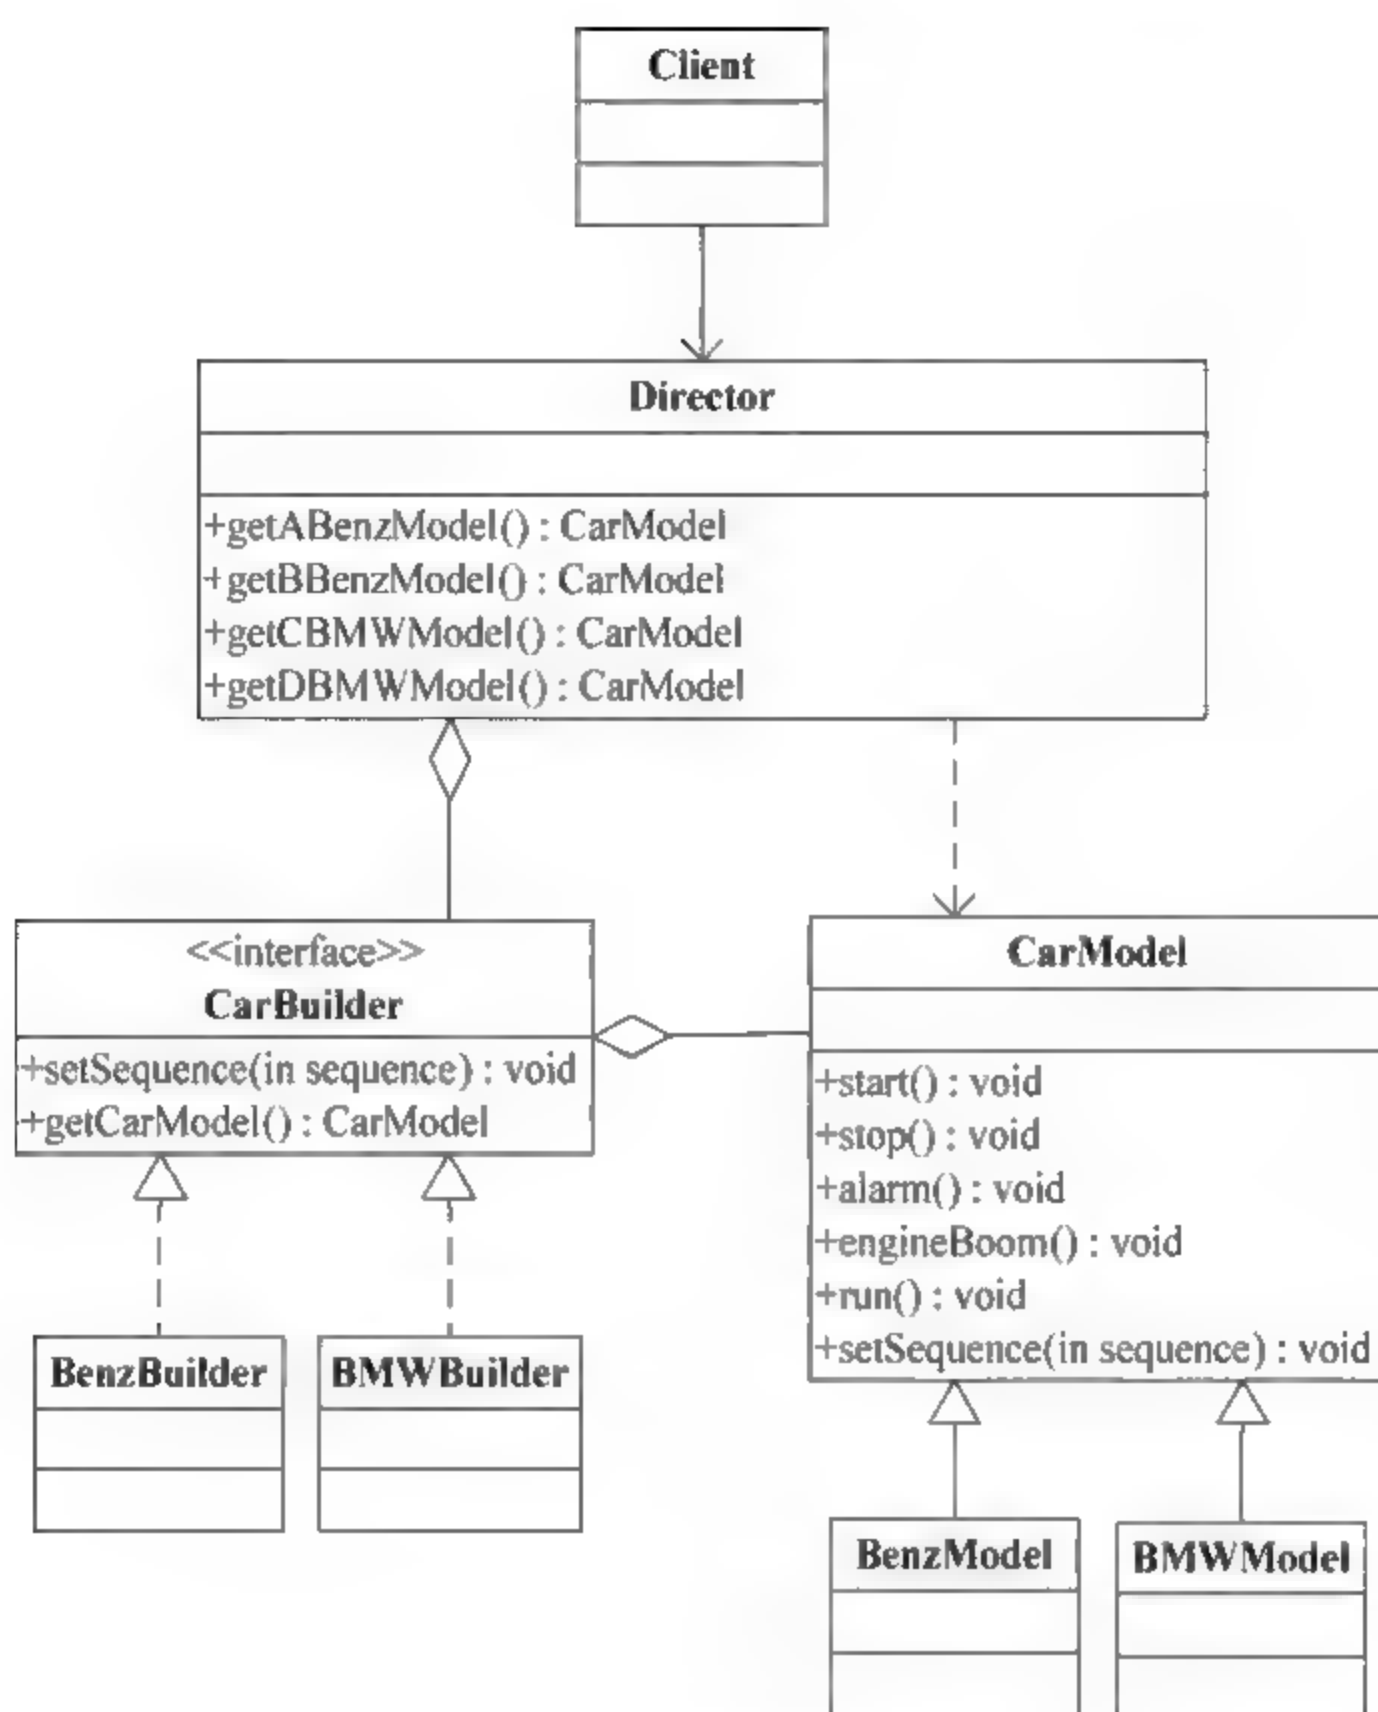 Client
Director
+getABenzModel() : CarModel
+getBBenzModel() : CarModel
+getCBMWModel() : CarModel
+getDBMWModel() : CarModel
<<interface>>
CarBuilder
+setSequence(in sequence) : void
+getCarModel() : CarModel
CarModel
+start() : void
+stop() : void
+alarm() : void
+engineBoom() : void
+run() : void
+setSequence(in sequence) : void
BenzBuilder
BMWBuilder
BenzModel
BMWModel